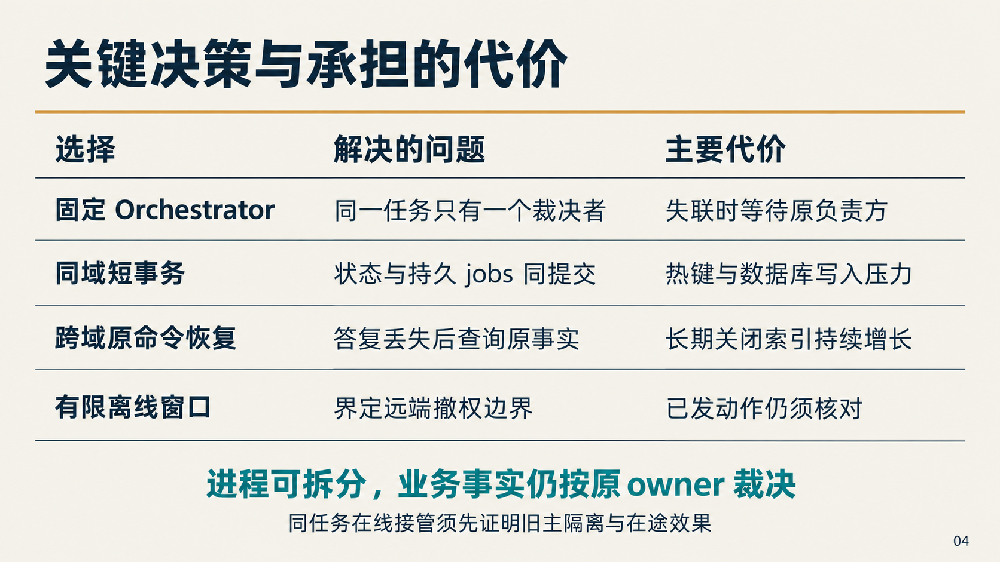 关键决策与承担的代价
选择 解决的问题 主要代价
固定 Orchestrator 同一任务只有一个裁决者 失联时等待原负责方
同域短事务 状态与持久 jobs 同提交 热键与数据库写入压力
跨域原命令恢复 答复丢失后查询原事实 长期关闭索引持续增长
有限离线窗口 界定远端撤权边界 已发动作仍须核对
进程可拆分，业务事实仍按原 owner 裁决
同任务在线接管须先证明旧主隔离与在途效果
04